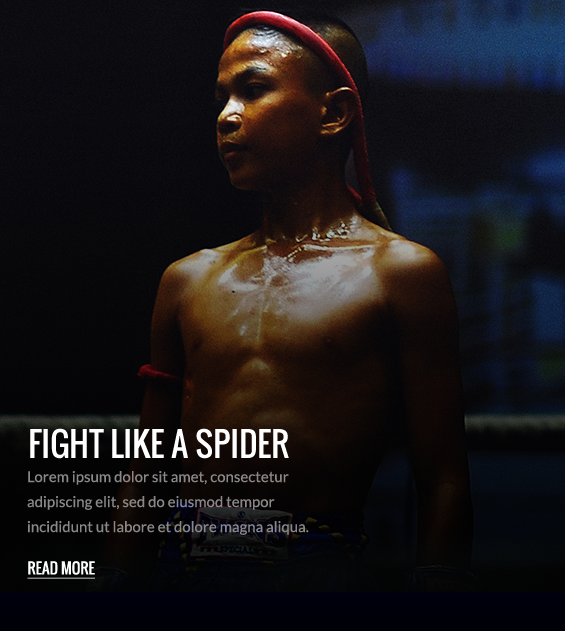 FIGHT LIKE A SPIDER
Lorem ipsum dolor sit amet, consectetur
adipiscing elit, sed do eiusmod tempor
incididunt ut labore et dolore magna aliqua.
READ MORE